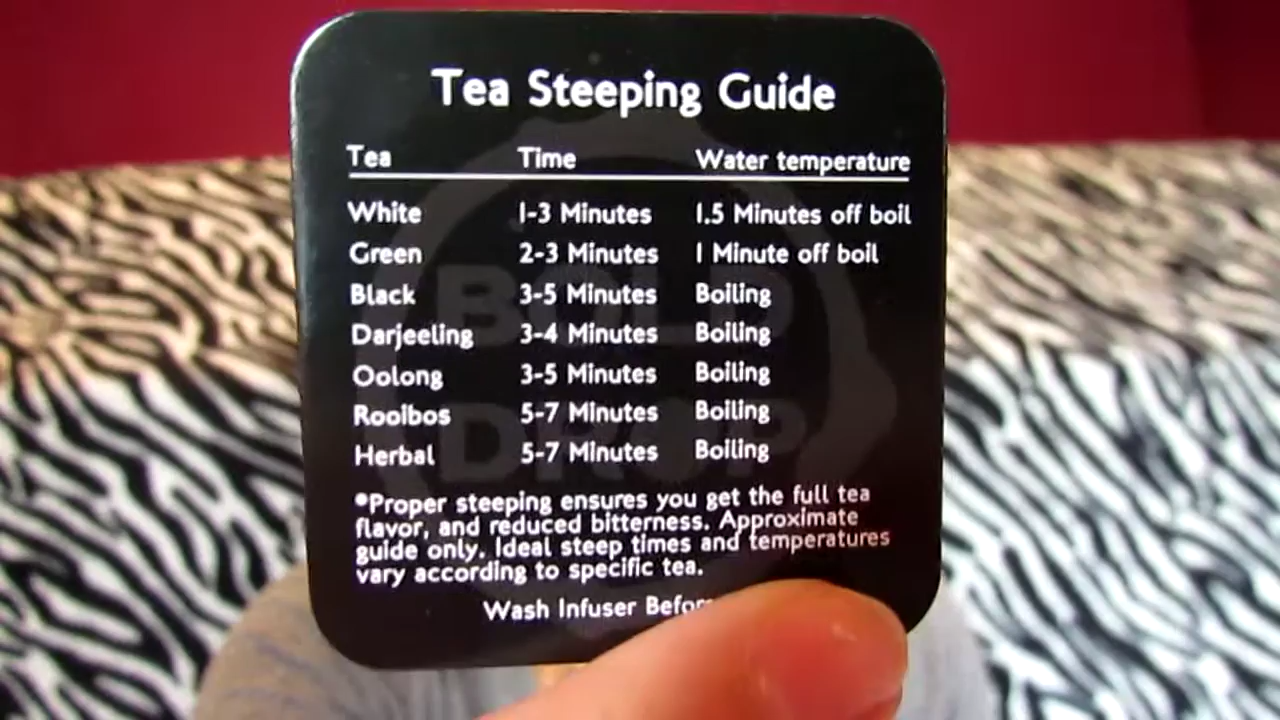 Tea Steeping Guide
Tea Time Water temperature
White 1-3 Minutes 1.5 Minutes off boil
Green 2-3 Minutes 1 Minute off boil
Black 3-5 Minutes Boiling
Darjeeling 3-4 Minutes Boiling
Oolong 3-5 Minutes Boiling
Rooibos 5-7 Minutes Boiling
Herbal 5-7 Minutes Boiling
BOLD
DROP
*Proper steeping ensures you get the full tea
flavor, and reduced bitterness. Approximate
guide only. Ideal steep times and temperatures
vary according to specific tea.
Wash Infuser